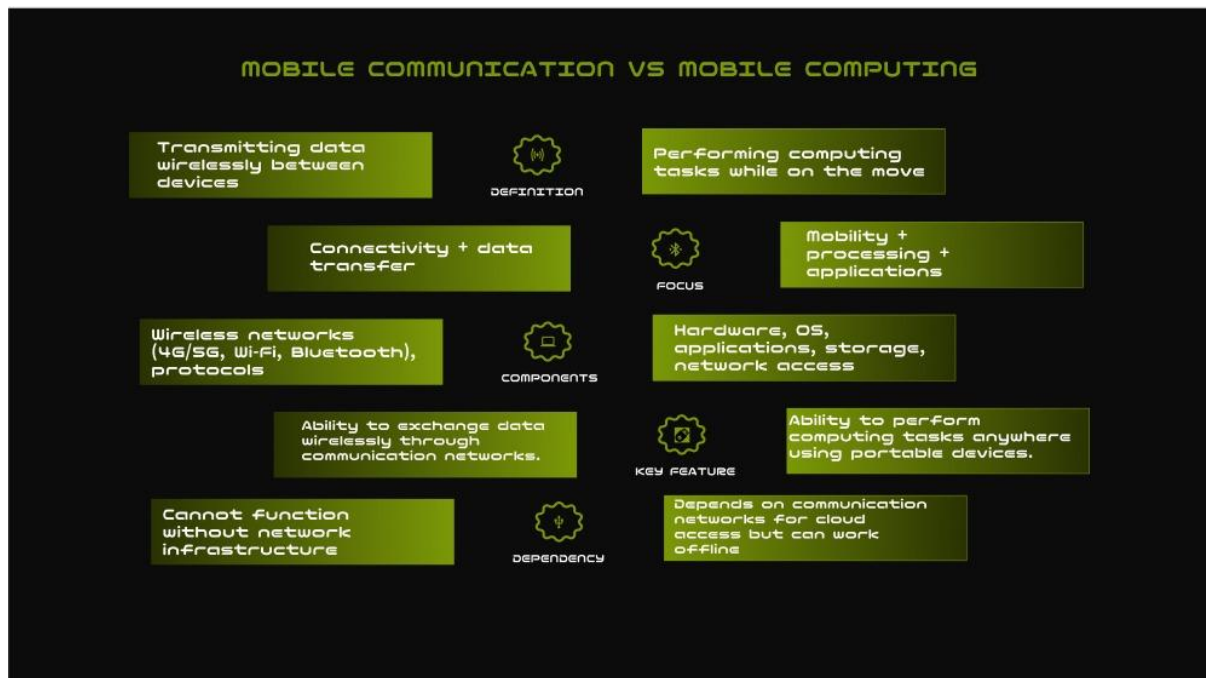 MOBILE COMMUNICATION VS MOBILE COMPUTING
Transmitting data
wirelessly between
devices
DEFINITION
Performing computing
tasks while on the move
Connectivity + data
transfer
FOCUS
Mobility +
processing +
applications
Wireless networks
(4G/5G, Wi-Fi, Bluetooth),
protocols
COMPONENTS
Hardware, OS,
applications, storage,
network access
Ability to exchange data
wirelessly through
communication networks.
KEY FEATURE
Ability to perform
computing tasks anywhere
using portable devices.
Cannot function
without network
infrastructure
DEPENDENCY
Depends on communication
networks for cloud
access but can work
offline